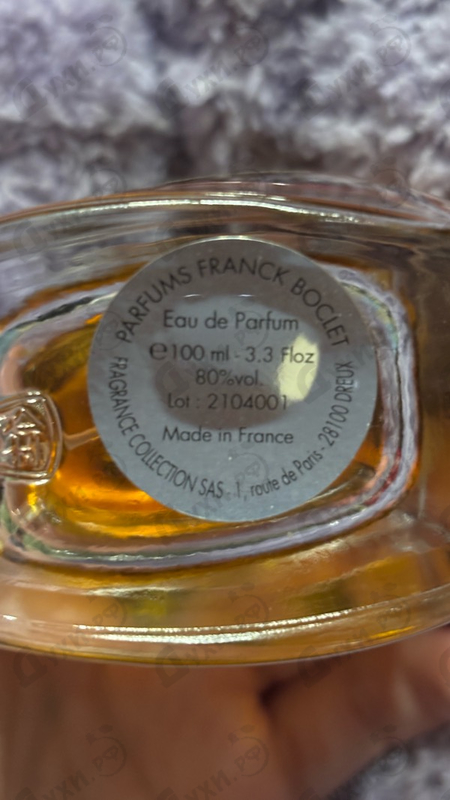 PARFUMS FRANCK BOCLET
Eau de Parfum
℮100 ml - 3.3 Floz
80%vol.
Lot : 2104001
Made in France
FRAGRANCE COLLECTION SAS - 1, route de Paris - 28100 DREUX